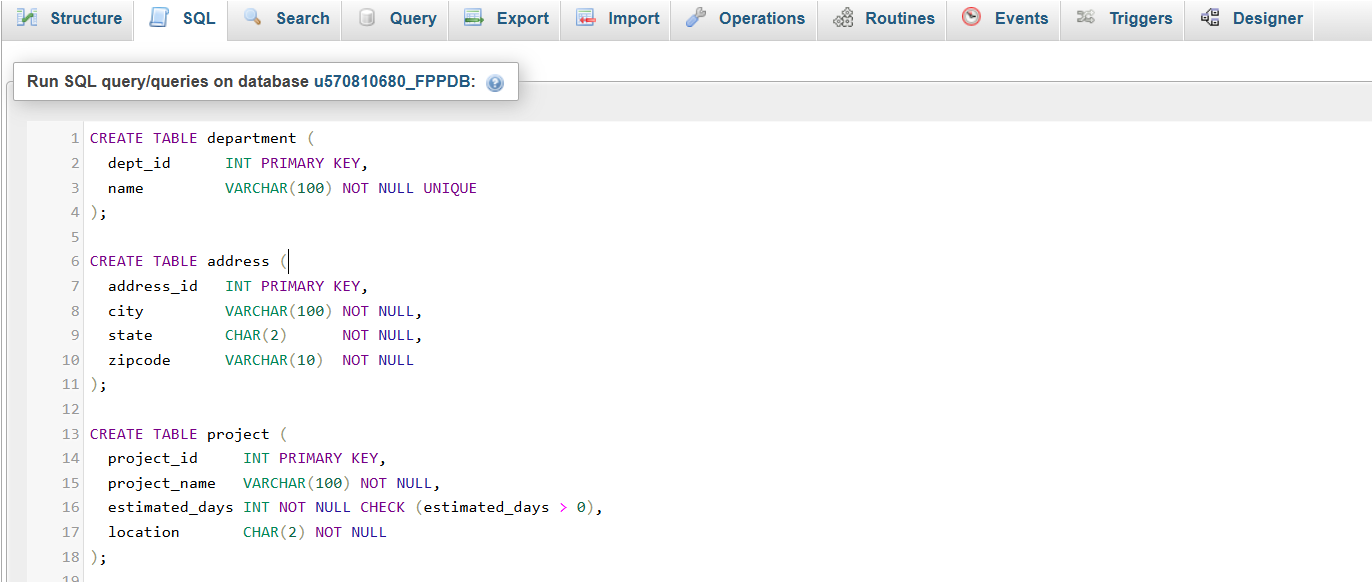 Structure SQL Search Query Export Import Operations Routines Events Triggers Designer
Run SQL query/queries on database u570810680_FPPDB:
1 CREATE TABLE department (
2   dept_id      INT PRIMARY KEY,
3   name         VARCHAR(100) NOT NULL UNIQUE
4 );
5
6 CREATE TABLE address (
7   address_id   INT PRIMARY KEY,
8   city         VARCHAR(100) NOT NULL,
9   state        CHAR(2)      NOT NULL,
10   zipcode      VARCHAR(10)  NOT NULL
11 );
12
13 CREATE TABLE project (
14   project_id     INT PRIMARY KEY,
15   project_name   VARCHAR(100) NOT NULL,
16   estimated_days INT NOT NULL CHECK (estimated_days > 0),
17   location       CHAR(2) NOT NULL
18 );
19